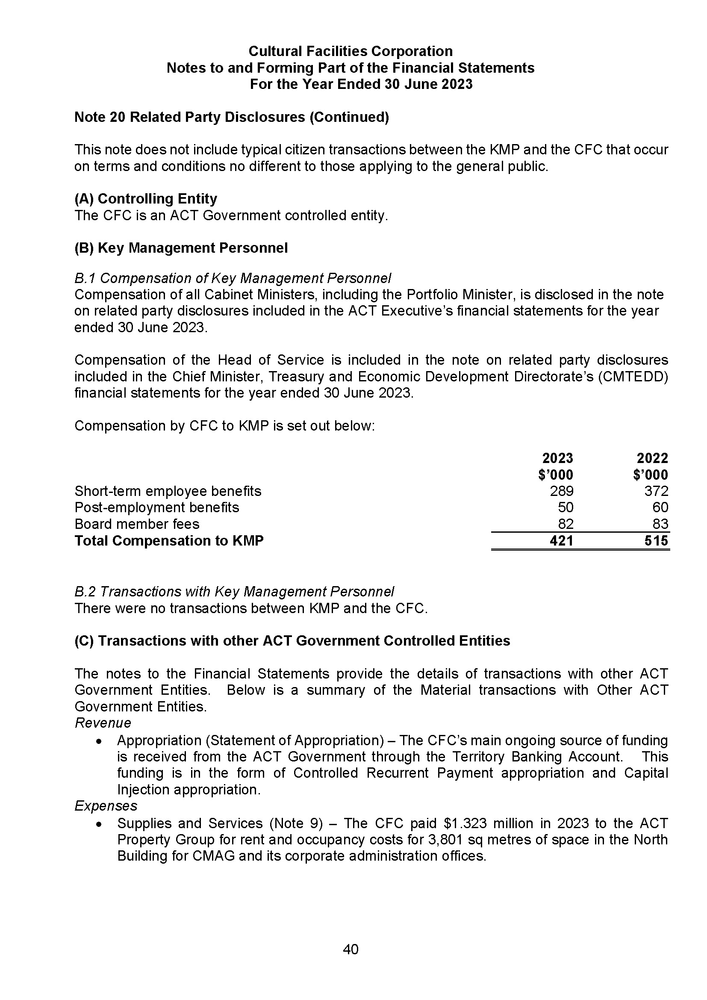 Cultural Facilities Corporation
Notes to and Forming Part of the Financial Statements
For the Year Ended 30 June 2023
Note 20 Related Party Disclosures (Continued)
This note does not include typical citizen transactions between the KMP and the CFC that occur
on terms and conditions no different to those applying to the general public.
(A) Controlling Entity
The CFC is an ACT Government controlled entity.
(B) Key Management Personnel
B.1 Compensation of Key Management Personnel
Compensation of all Cabinet Ministers, including the Portfolio Minister, is disclosed in the note
on related party disclosures included in the ACT Executive’s financial statements for the year
ended 30 June 2023.
Compensation of the Head of Service is included in the note on related party disclosures
included in the Chief Minister, Treasury and Economic Development Directorate’s (CMTEDD)
financial statements for the year ended 30 June 2023.
Compensation by CFC to KMP is set out below:
2023 2022
$’000 $’000
Short-term employee benefits 289 372
Post-employment benefits 50 60
Board member fees 82 83
Total Compensation to KMP 421 515
B.2 Transactions with Key Management Personnel
There were no transactions between KMP and the CFC.
(C) Transactions with other ACT Government Controlled Entities
The notes to the Financial Statements provide the details of transactions with other ACT
Government Entities. Below is a summary of the Material transactions with Other ACT
Government Entities.
Revenue
• Appropriation (Statement of Appropriation) – The CFC’s main ongoing source of funding
is received from the ACT Government through the Territory Banking Account. This
funding is in the form of Controlled Recurrent Payment appropriation and Capital
Injection appropriation.
Expenses
• Supplies and Services (Note 9) – The CFC paid $1.323 million in 2023 to the ACT
Property Group for rent and occupancy costs for 3,801 sq metres of space in the North
Building for CMAG and its corporate administration offices.
40